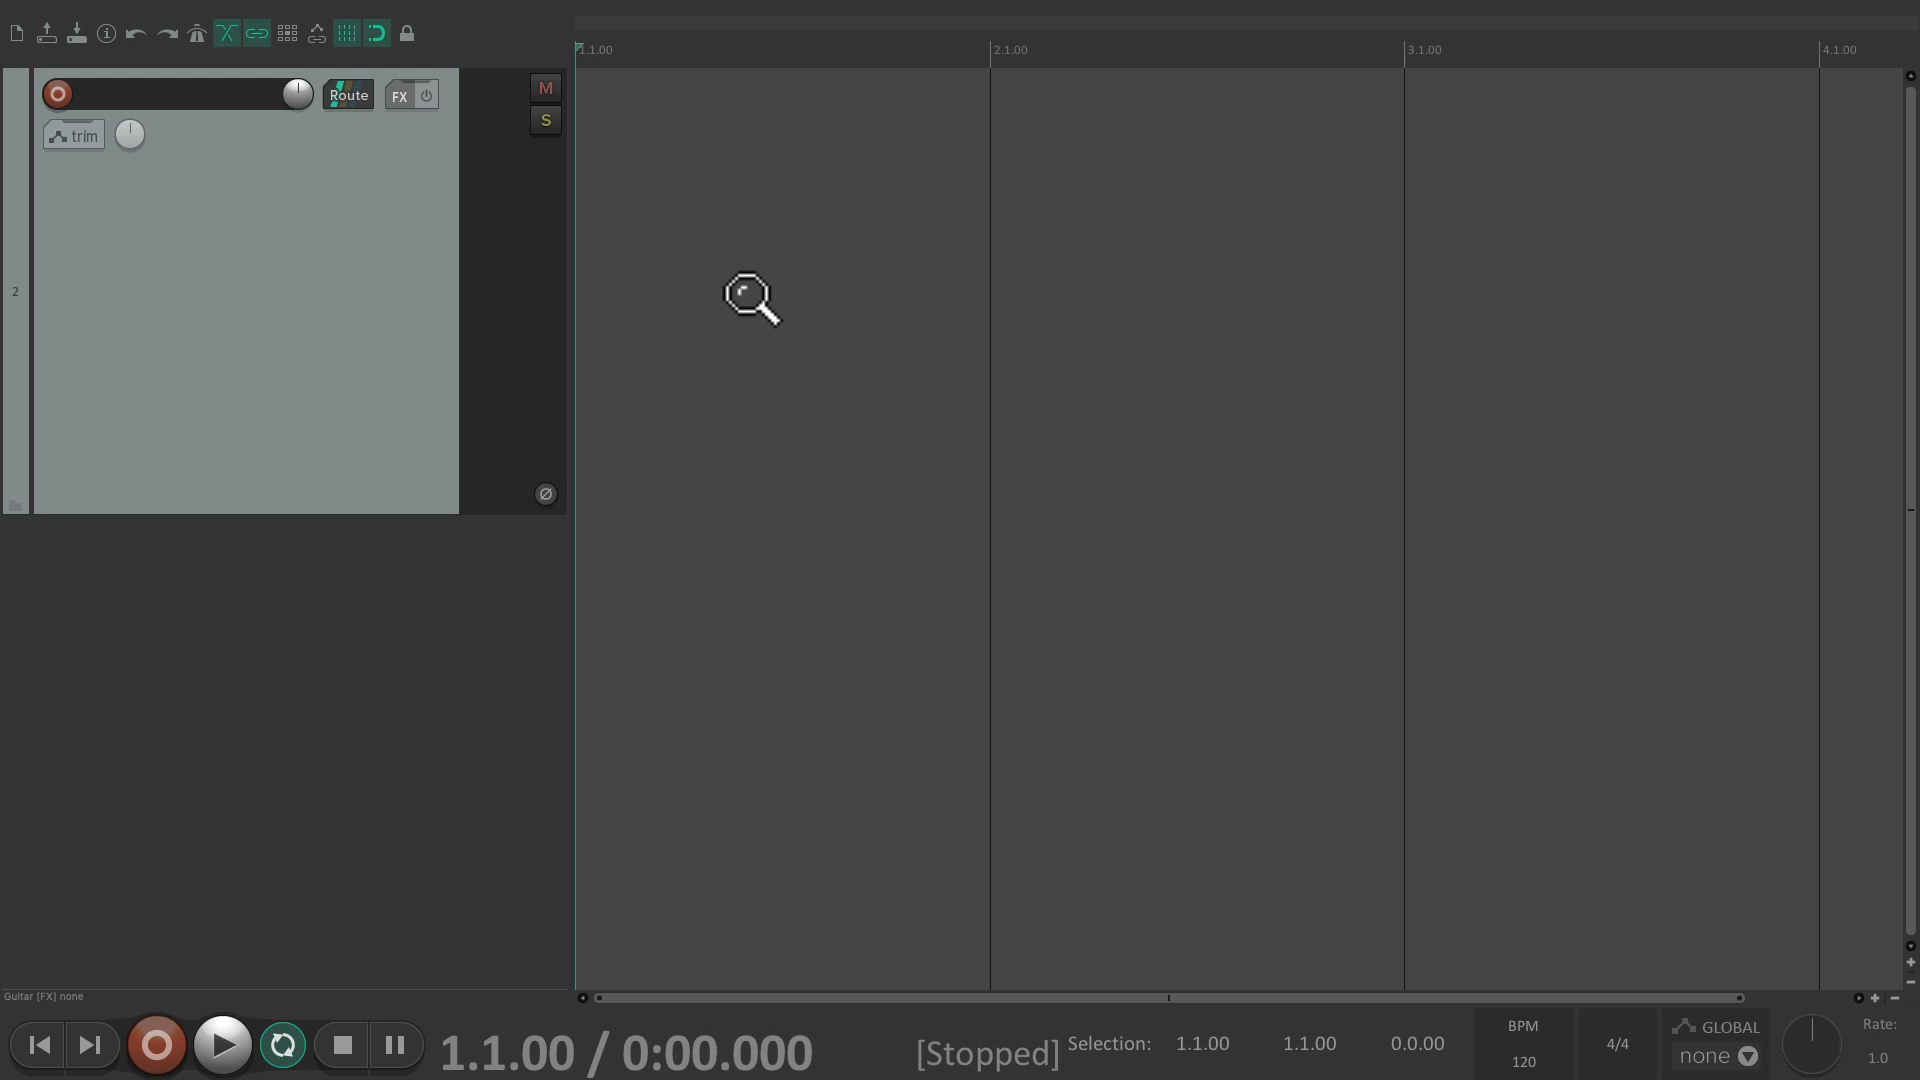 1.1.00 2.1.00 3.1.00 4.1.00
Route FX M
trim S
2
Guitar [FX] none
1.1.00 / 0:00.000 [Stopped] Selection: 1.1.00 1.1.00 0.0.00
BPM
120
4/4
GLOBAL
none
Rate:
1.0